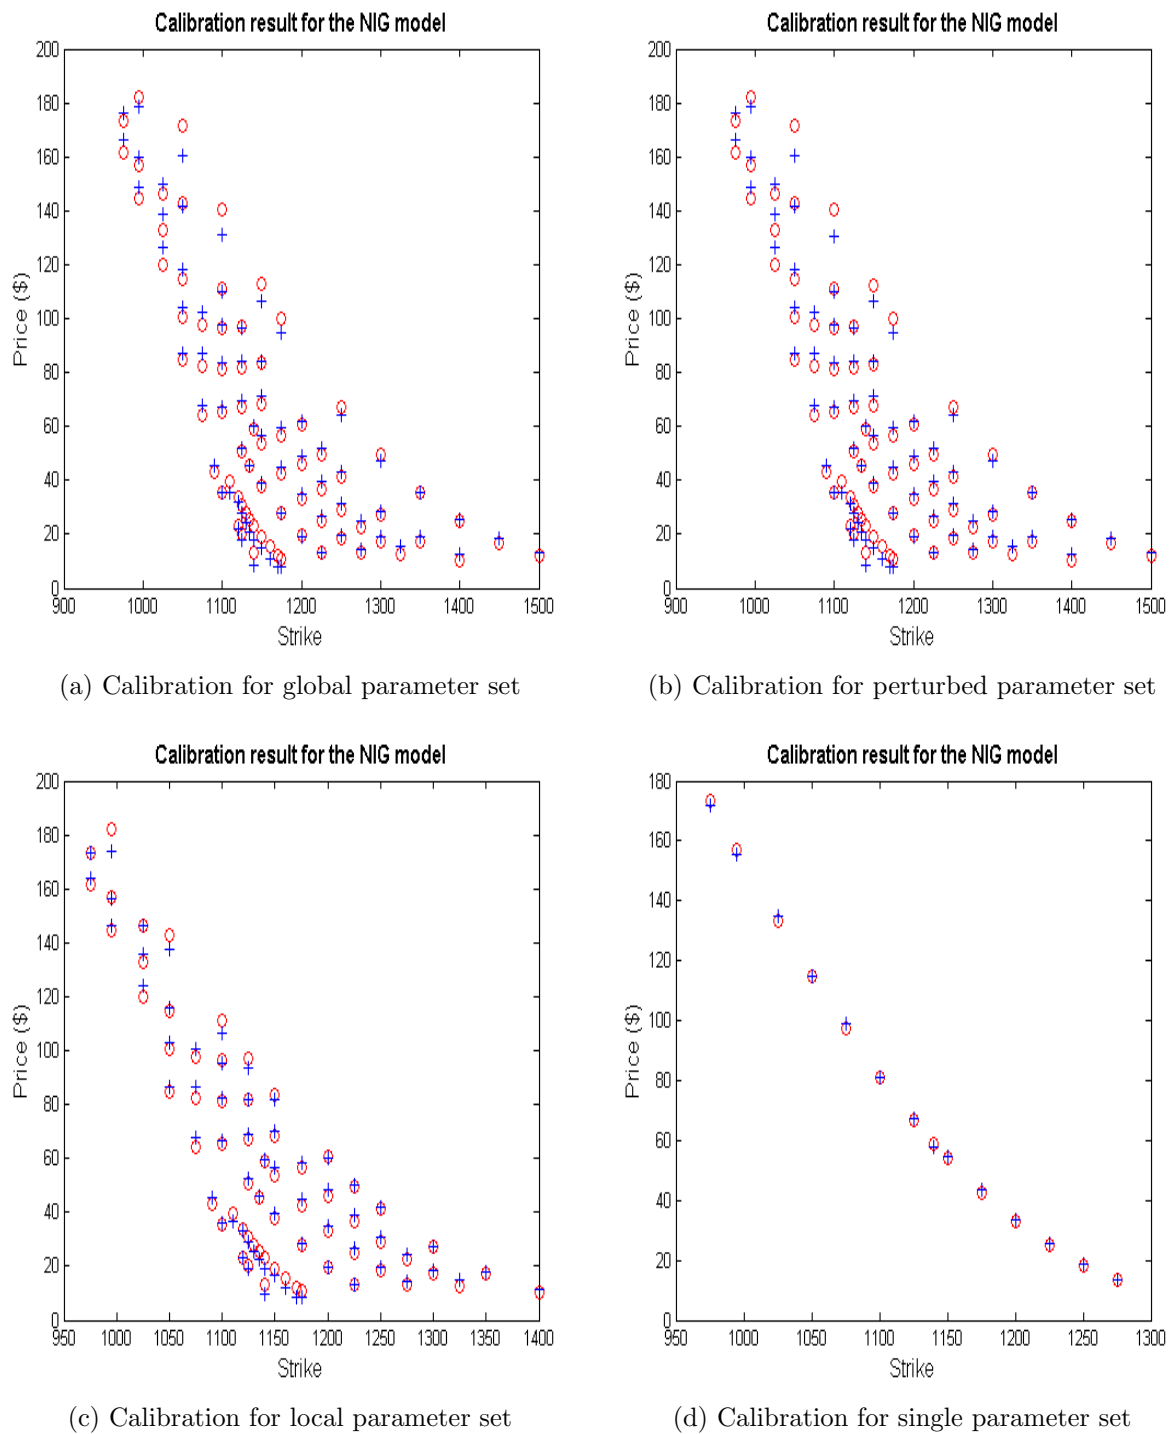 Calibration result for the NIG model
200
180
160
140
120
100
80
60
40
20
0
900 1000 1100 1200 1300 1400 1500
Price ($)
Strike
(a) Calibration for global parameter set
Calibration result for the NIG model
200
180
160
140
120
100
80
60
40
20
0
900 1000 1100 1200 1300 1400 1500
Price ($)
Strike
(b) Calibration for perturbed parameter set
Calibration result for the NIG model
200
180
160
140
120
100
80
60
40
20
0
950 1000 1050 1100 1150 1200 1250 1300 1350 1400
Price ($)
Strike
(c) Calibration for local parameter set
Calibration result for the NIG model
180
160
140
120
100
80
60
40
20
0
950 1000 1050 1100 1150 1200 1250 1300
Price ($)
Strike
(d) Calibration for single parameter set